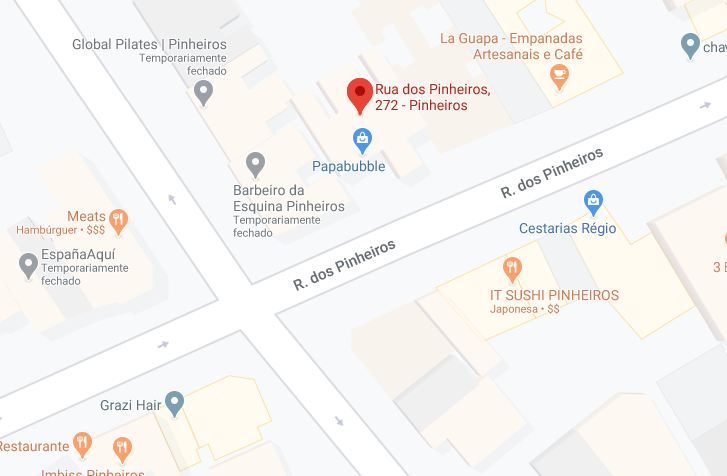 Global Pilates | Pinheiros
Temporariamente
fechado
La Guapa - Empanadas
Artesanais e Café
chav
Rua dos Pinheiros,
272 - Pinheiros
Papabubble
R. dos Pinheiros
Barbeiro da
Esquina Pinheiros
Temporariamente
fechado
Meats
Hambúrguer • $$$
Cestarias Régio
EspañaAquí
Temporariamente
fechado
R. dos Pinheiros
3
IT SUSHI PINHEIROS
Japonesa • $$
Grazi Hair
Restaurante
Imbiss Pinheiros